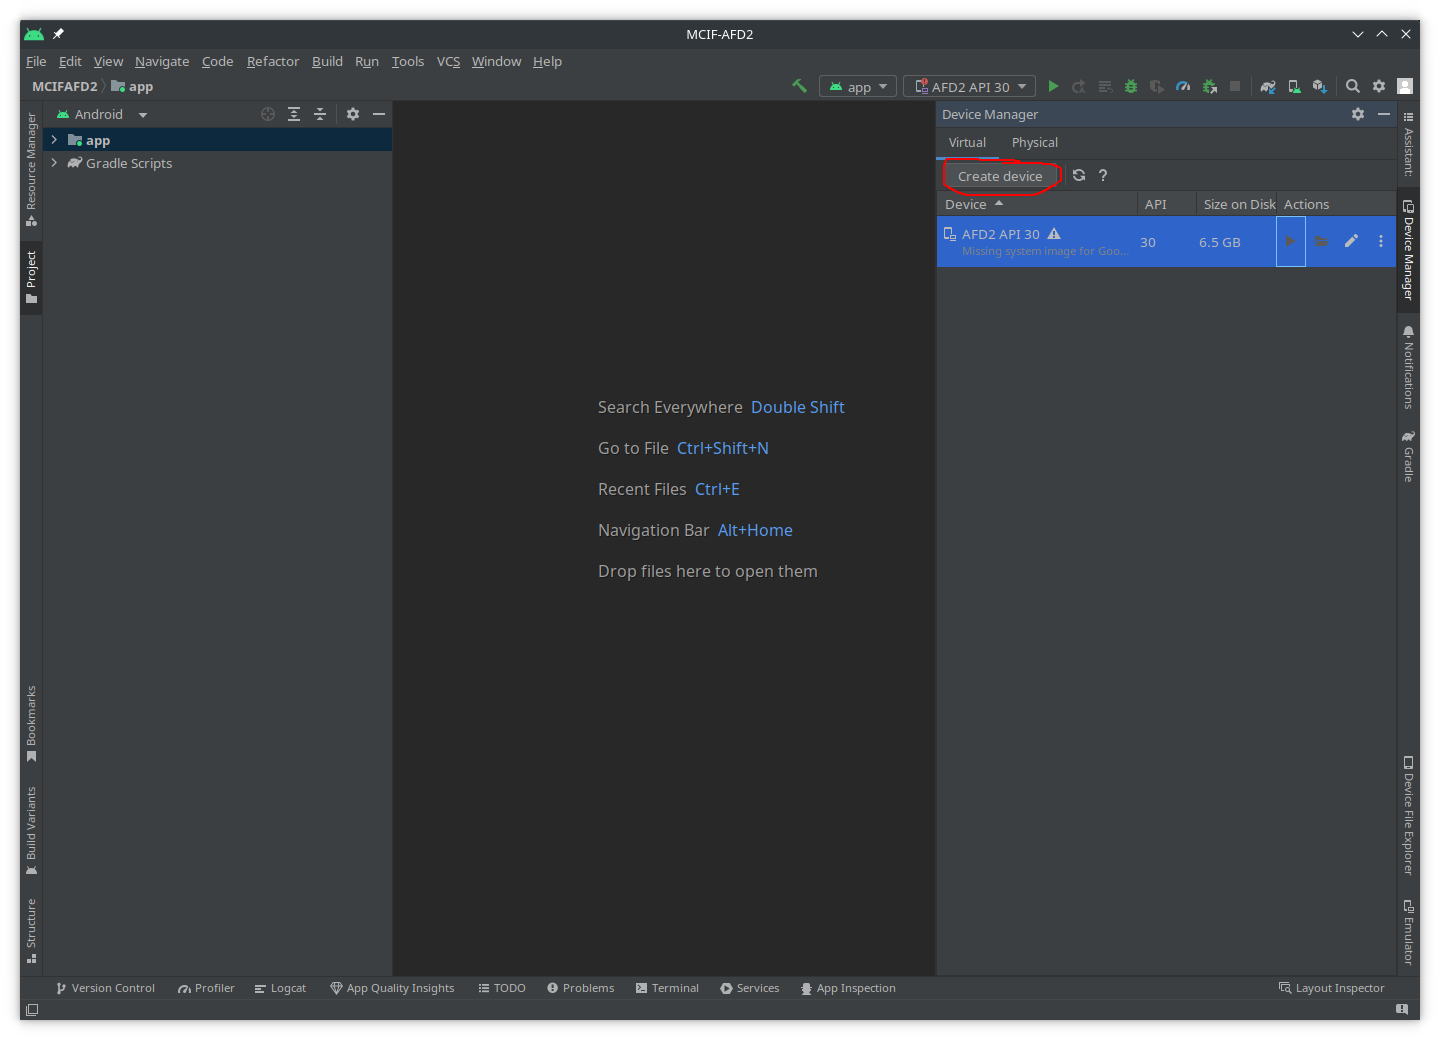 MCIF-AFD2
File Edit View Navigate Code Refactor Build Run Tools VCS Window Help
MCIFAFD2 app
app
AFD2 API 30
Resource Manager
Project
Bookmarks
Build Variants
Structure
Android
app
Gradle Scripts
Search Everywhere Double Shift
Go to File Ctrl+Shift+N
Recent Files Ctrl+E
Navigation Bar Alt+Home
Drop files here to open them
Device Manager
Virtual Physical
Create device ?
Device API Size on Disk Actions
AFD2 API 30 30 6.5 GB
Missing system image for Goo...
Assistant:
Device Manager
Notifications
Gradle
Device File Explorer
Emulator
Version Control Profiler Logcat App Quality Insights TODO Problems Terminal Services App Inspection Layout Inspector